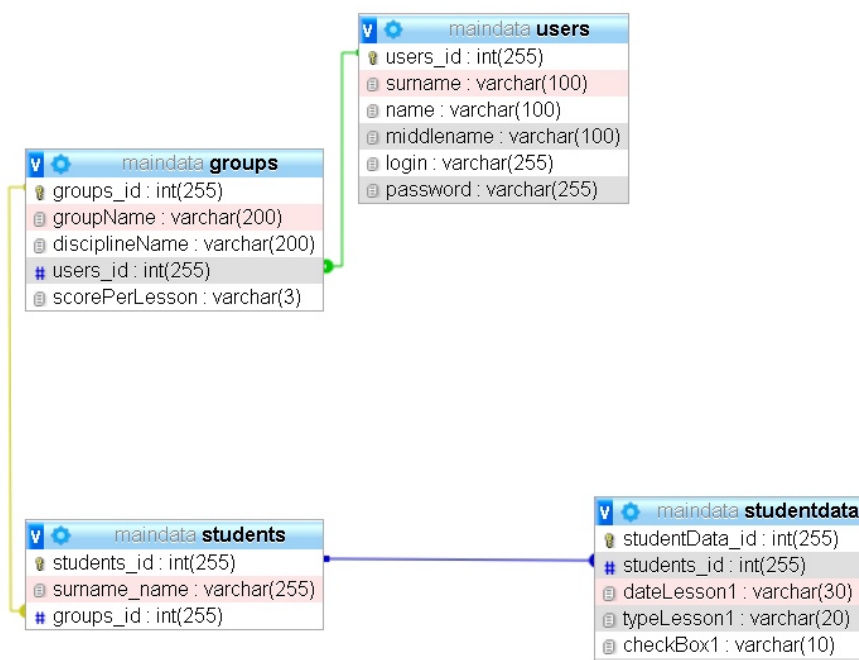 maindata users
users_id : int(255)
surname : varchar(100)
name : varchar(100)
middlename : varchar(100)
login : varchar(255)
password : varchar(255)
maindata groups
groups_id : int(255)
groupName : varchar(200)
disciplineName : varchar(200)
# users_id : int(255)
scorePerLesson : varchar(3)
maindata students
students_id : int(255)
surname_name : varchar(255)
# groups_id : int(255)
maindata studentdata
studentData_id : int(255)
# students_id : int(255)
dateLesson1 : varchar(30)
typeLesson1 : varchar(20)
checkBox1 : varchar(10)